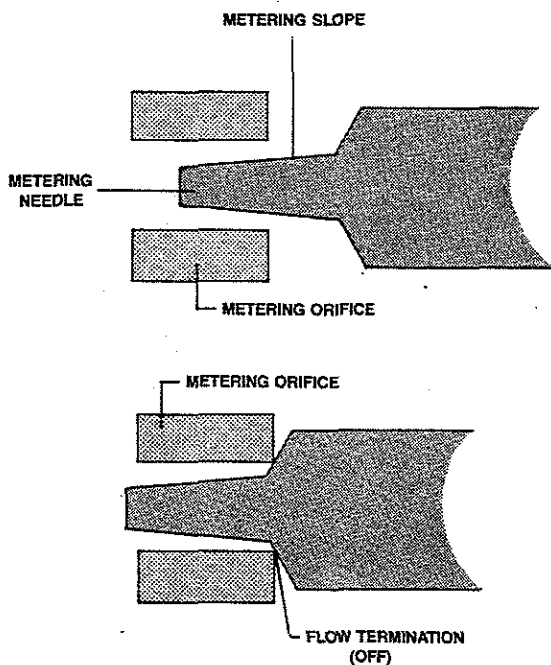 METERING SLOPE
METERING
NEEDLE
METERING ORIFICE
METERING ORIFICE
FLOW TERMINATION
(OFF)